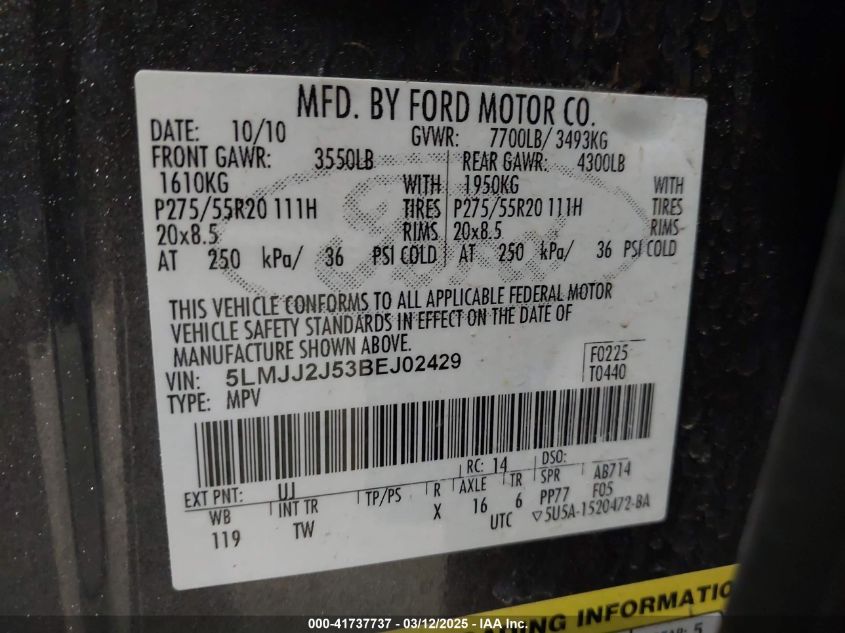 MFD. BY FORD MOTOR CO.
DATE: 10/10 GVWR: 7700LB/ 3493KG
FRONT GAWR: 3550LB REAR GAWR: 4300LB
1610KG WITH 1950KG WITH
P275/55R20 111H TIRES P275/55R20 111H TIRES
20x8.5 RIMS 20x8.5 RIMS
AT 250 kPa/ 36 PSI COLD AT 250 kPa/ 36 PSI COLD
THIS VEHICLE CONFORMS TO ALL APPLICABLE FEDERAL MOTOR
VEHICLE SAFETY STANDARDS IN EFFECT ON THE DATE OF
MANUFACTURE SHOWN ABOVE.
VIN: 5LMJJ2J53BEJ02429
F0225
TYPE: MPV
T0440
RC: 14 DSO:
EXT PNT: UJ AB714
WB INT TR TP/PS R AXLE TR SPR F05
119 TW X 16 6 PP77
UTC ▽5U5A-1520472-BA
ADING INFORMATIO
000-41737737 - 03/12/2025 - IAA Inc.